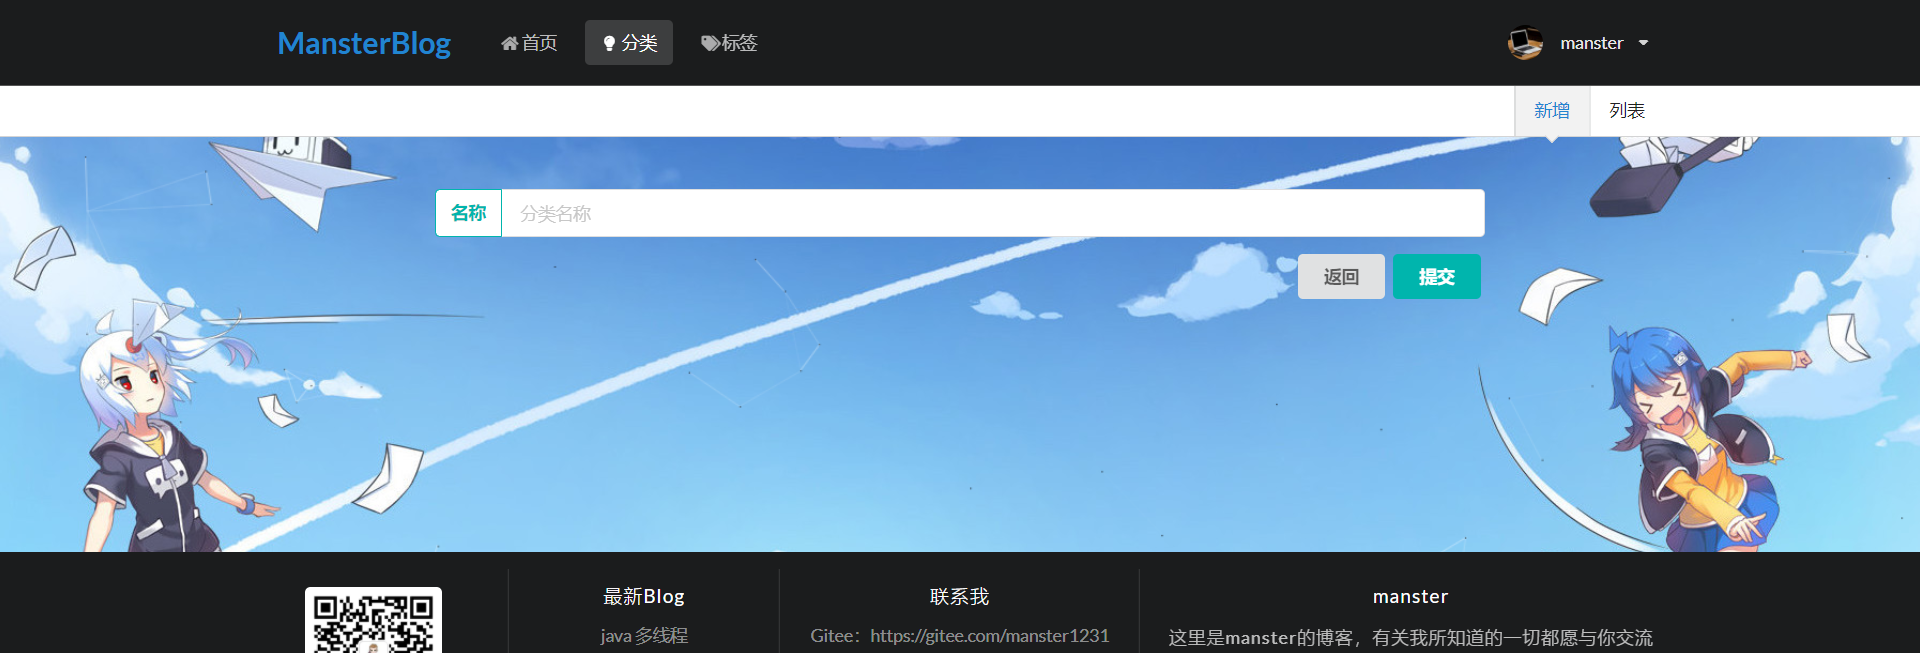 MansterBlog
首页
分类
标签
manster
新增
列表
名称
分类名称
返回
提交
最新Blog
java 多线程
联系我
Gitee：https://gitee.com/manster1231
manster
这里是manster的博客，有关我所知道的一切都愿与你交流